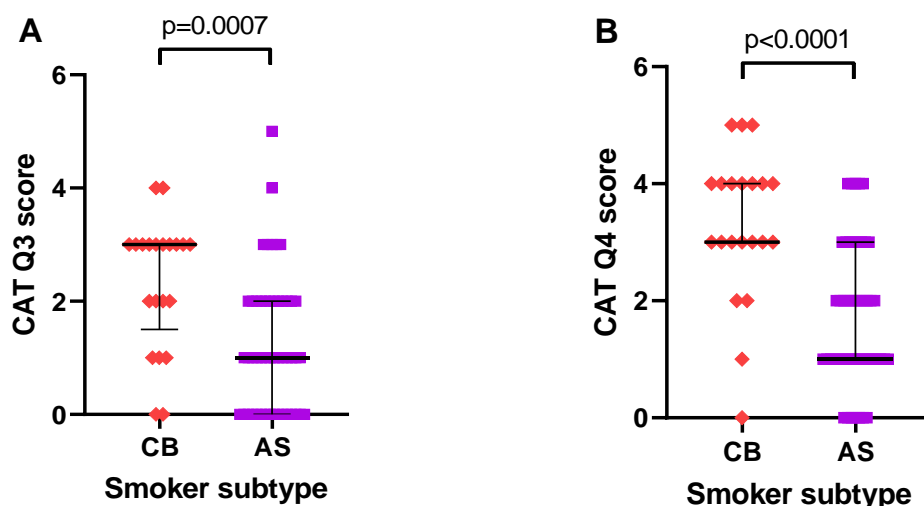 A
p=0.0007
CAT Q3 score
6
4
2
0
CB
AS
Smoker subtype
B
p<0.0001
CAT Q4 score
6
4
2
0
CB
AS
Smoker subtype